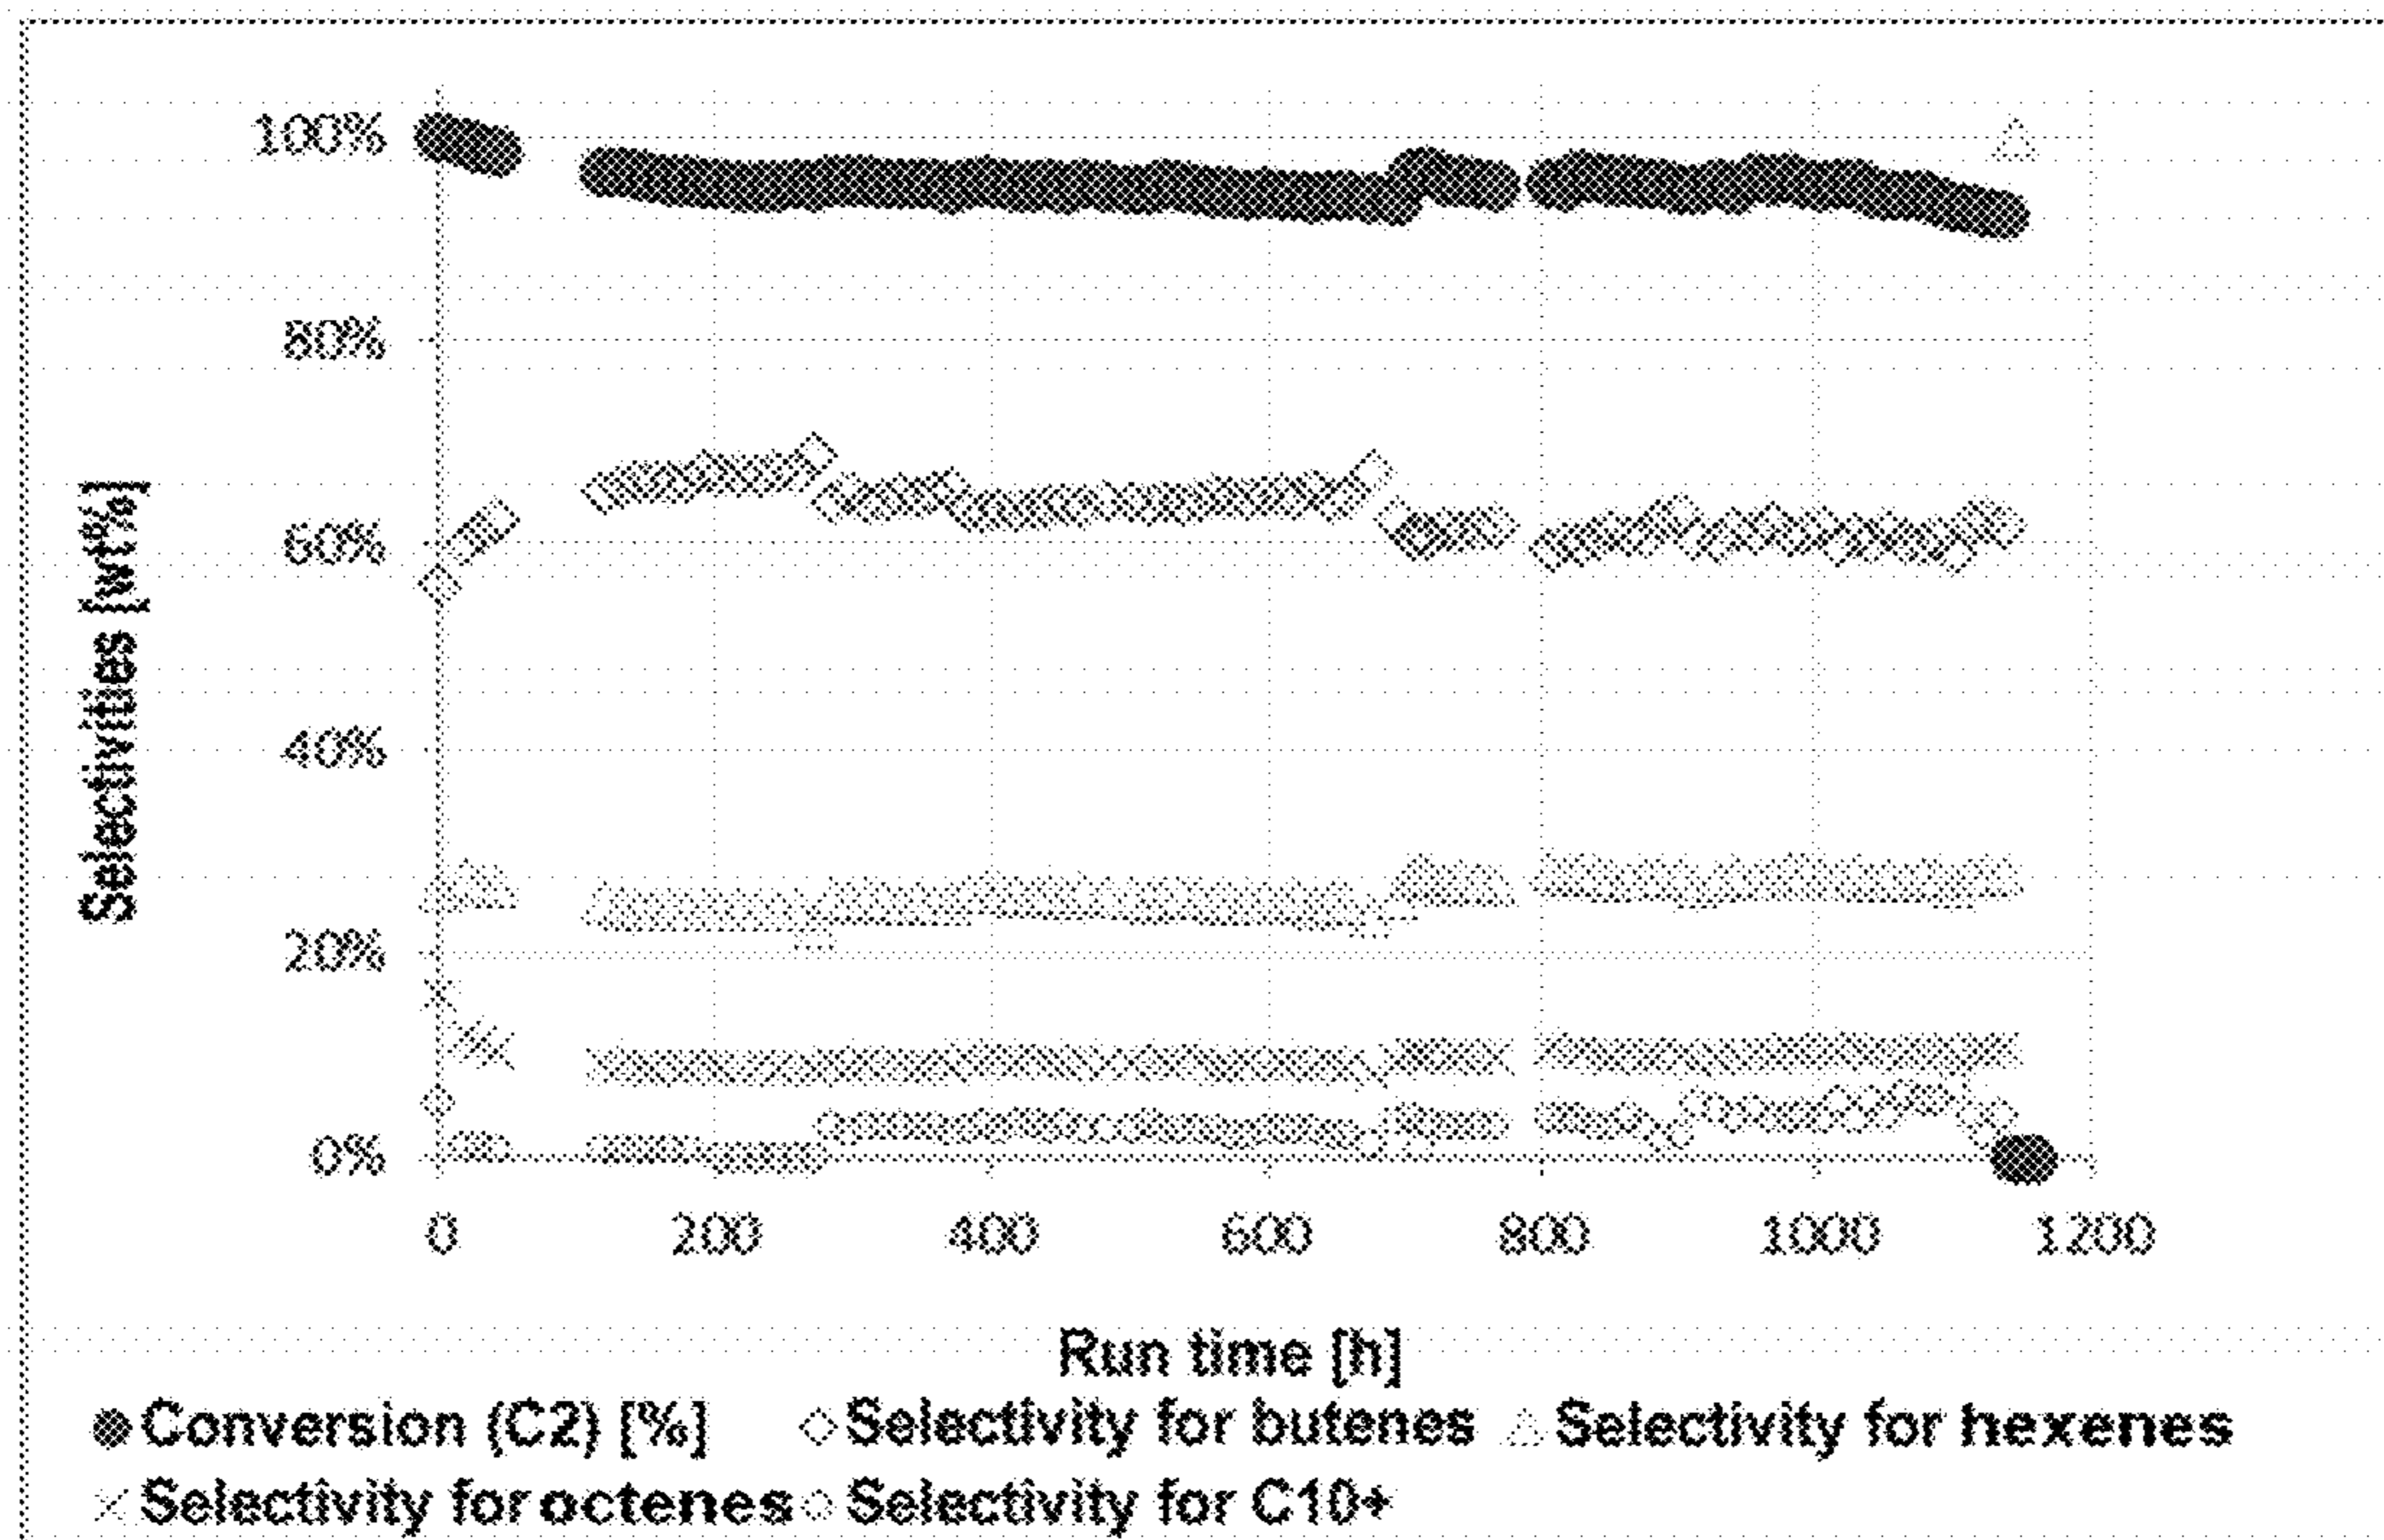 100%
80%
60%
40%
20%
0%
Selectivities [wt%]
0 200 400 600 800 1000 1200
Run time [h]
Conversion (C2) [%] Selectivity for butenes Selectivity for hexenes
Selectivity for octenes Selectivity for C10+